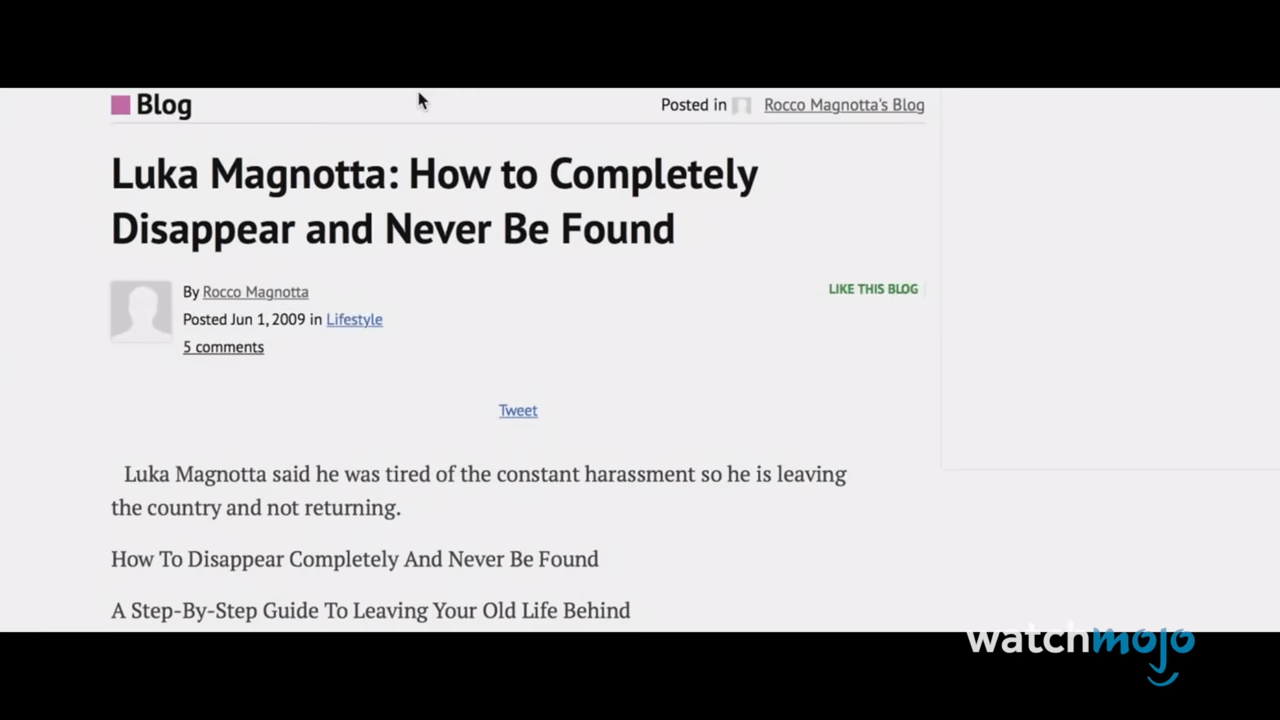 Blog
Posted in Rocco Magnotta's Blog
Luka Magnotta: How to Completely
Disappear and Never Be Found
By Rocco Magnotta
LIKE THIS BLOG
Posted Jun 1, 2009 in Lifestyle
5 comments
Tweet
Luka Magnotta said he was tired of the constant harassment so he is leaving
the country and not returning.
How To Disappear Completely And Never Be Found
A Step-By-Step Guide To Leaving Your Old Life Behind
watchmojo